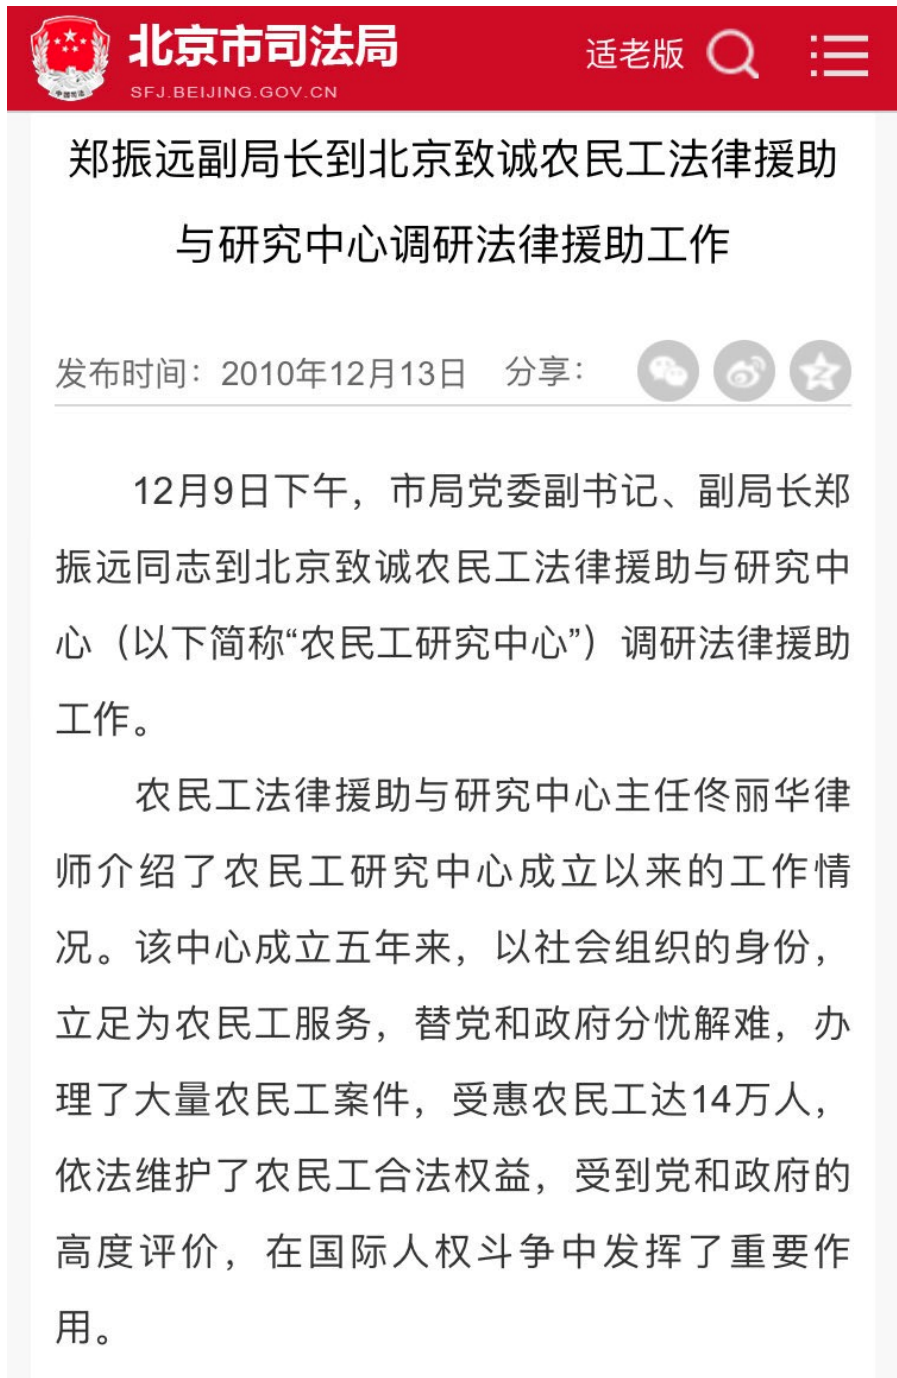 北京市司法局
SFJ.BEIJING.GOV.CN
适老版
郑振远副局长到北京致诚农民工法律援助
与研究中心调研法律援助工作
发布时间：2010年12月13日 分享：
12月9日下午，市局党委副书记、副局长郑
振远同志到北京致诚农民工法律援助与研究中
心（以下简称“农民工研究中心”）调研法律援助
工作。
农民工法律援助与研究中心主任佟丽华律
师介绍了农民工研究中心成立以来的工作情
况。该中心成立五年来，以社会组织的身份，
立足为农民工服务，替党和政府分忧解难，办
理了大量农民工案件，受惠农民工达14万人，
依法维护了农民工合法权益，受到党和政府的
高度评价，在国际人权斗争中发挥了重要作
用。